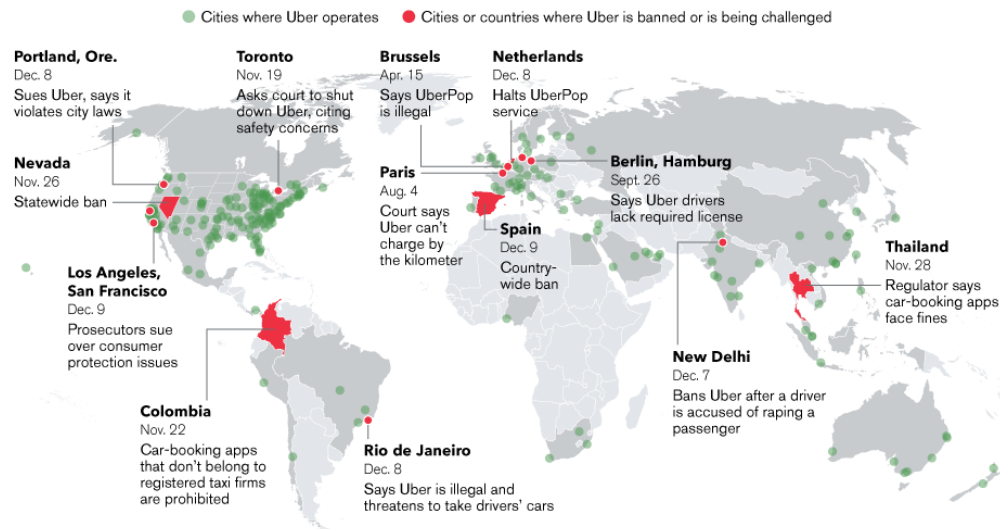 Cities where Uber operates
Cities or countries where Uber is banned or is being challenged
Portland, Ore.
Dec. 8
Sues Uber, says it
violates city laws
Toronto
Nov. 19
Asks court to shut
down Uber, citing
safety concerns
Brussels
Apr. 15
Says UberPop
is illegal
Netherlands
Dec. 8
Halts UberPop
service
Nevada
Nov. 26
Statewide ban
Paris
Aug. 4
Court says
Uber can't
charge by
the kilometer
Berlin, Hamburg
Sept. 26
Says Uber drivers
lack required license
Spain
Dec. 9
Country-
wide ban
Thailand
Nov. 28
Regulator says
car-booking apps
face fines
Los Angeles,
San Francisco
Dec. 9
Prosecutors sue
over consumer
protection issues
New Delhi
Dec. 7
Bans Uber after a driver
is accused of raping a
passenger
Colombia
Nov. 22
Car-booking apps
that don't belong to
registered taxi firms
are prohibited
Rio de Janeiro
Dec. 8
Says Uber is illegal and
threatens to take drivers' cars